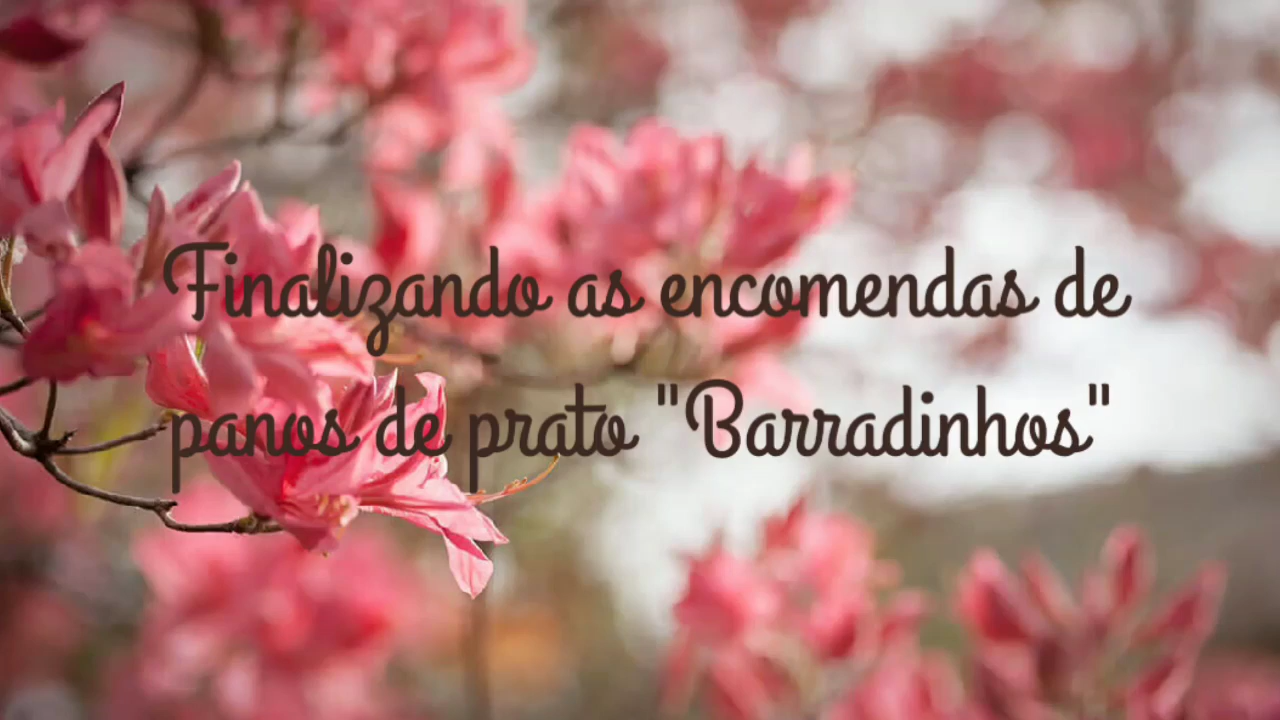 Finalizando as encomendas de
panos de prato "Barradinhos"